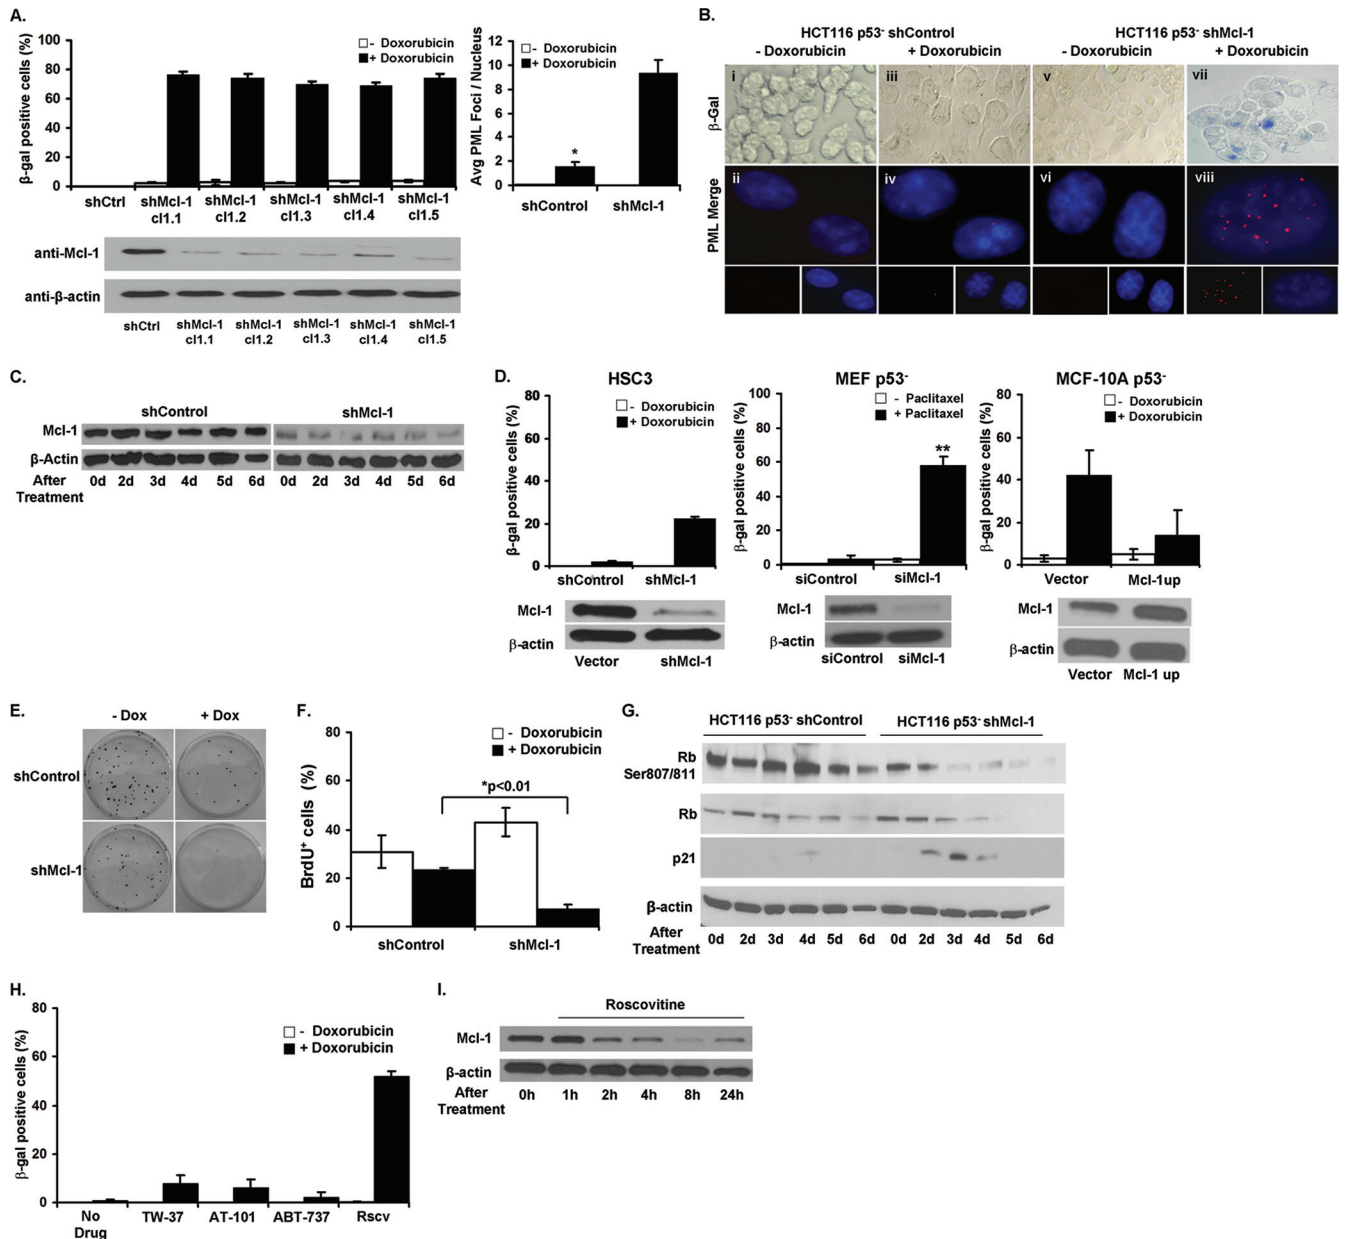 A.
β-gal positive cells (%)
100
80
60
40
20
0
- Doxorubicin
+ Doxorubicin
shCtrl
shMcl-1 cl1.1
shMcl-1 cl1.2
shMcl-1 cl1.3
shMcl-1 cl1.4
shMcl-1 cl1.5
Avg PML Foci / Nucleus
12
10
8
6
4
2
0
- Doxorubicin
+ Doxorubicin
*
shControl
shMcl-1
anti-Mcl-1
anti-β-actin
shCtrl
shMcl-1 cl1.1
shMcl-1 cl1.2
shMcl-1 cl1.3
shMcl-1 cl1.4
shMcl-1 cl1.5
B.
HCT116 p53- shControl
HCT116 p53- shMcl-1
- Doxorubicin
+ Doxorubicin
- Doxorubicin
+ Doxorubicin
β-Gal
i
iii
v
vii
PML Merge
ii
iv
vi
viii
C.
shControl
shMcl-1
Mcl-1
β-Actin
After Treatment
0d 2d 3d 4d 5d 6d
0d 2d 3d 4d 5d 6d
D.
HSC3
β-gal positive cells (%)
80
60
40
20
0
- Doxorubicin
+ Doxorubicin
shControl
shMcl-1
Mcl-1
β-actin
Vector
shMcl-1
MEF p53-
β-gal positive cells (%)
100
80
60
40
20
0
- Paclitaxel
+ Paclitaxel
**
siControl
siMcl-1
Mcl-1
β-actin
siControl
siMcl-1
MCF-10A p53-
β-gal positive cells (%)
80
60
40
20
0
- Doxorubicin
+ Doxorubicin
Vector
Mcl-1up
Mcl-1
β-actin
Vector
Mcl-1 up
E.
- Dox
+ Dox
shControl
shMcl-1
F.
BrdU+ cells (%)
80
60
40
20
0
- Doxorubicin
+ Doxorubicin
*p<0.01
shControl
shMcl-1
G.
HCT116 p53- shControl
HCT116 p53- shMcl-1
Rb
Ser807/811
Rb
p21
β-actin
After Treatment
0d 2d 3d 4d 5d 6d
0d 2d 3d 4d 5d 6d
H.
β-gal positive cells (%)
80
60
40
20
0
- Doxorubicin
+ Doxorubicin
No Drug
TW-37
AT-101
ABT-737
Rscv
I.
Roscovitine
Mcl-1
β-actin
After Treatment
0h 1h 2h 4h 8h 24h